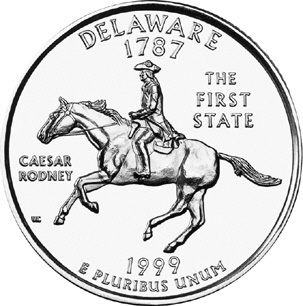 DELAWARE
1787
THE
FIRST
STATE
CAESAR
RODNEY
1999
E PLURIBUS UNUM